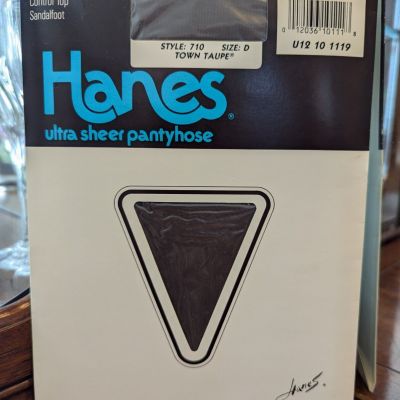 Control Top
Sandalfoot
STYLE: 710 SIZE: D
TOWN TAUPE®
0 12036 10111 8
U12 10 1119
Hanes®
ultra sheer pantyhose
Hanes.